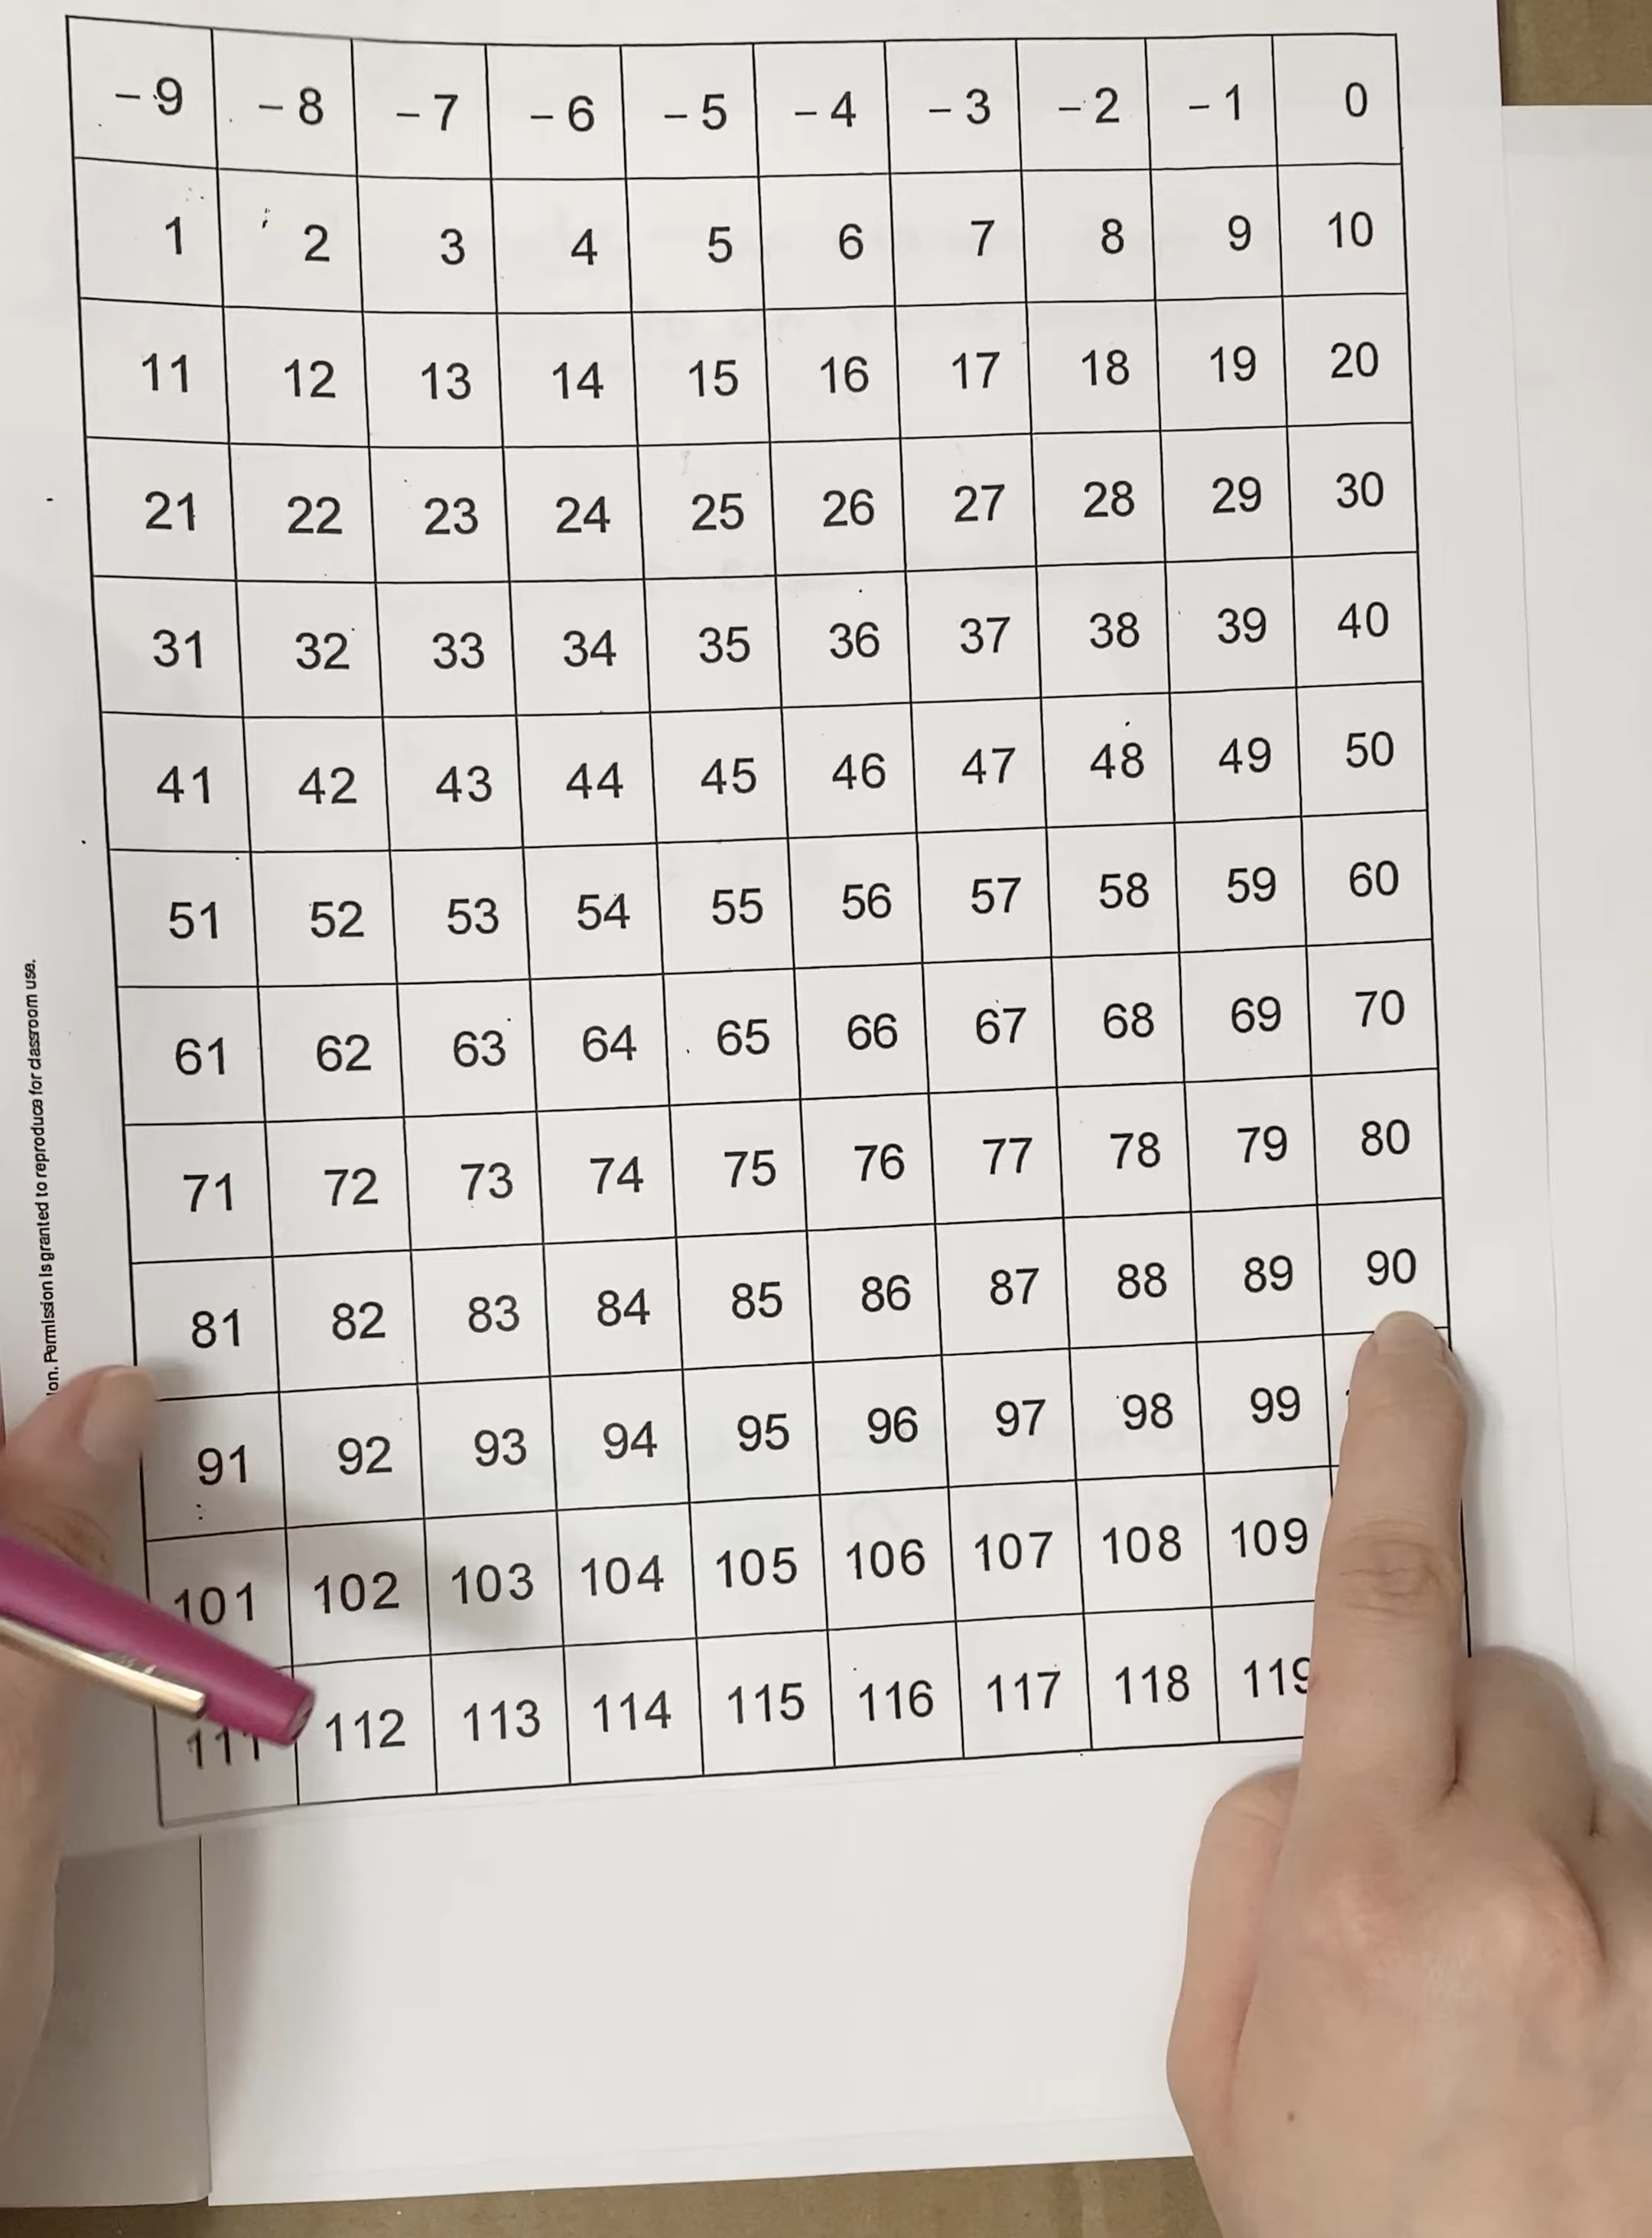 -9 -8 -7 -6 -5 -4 -3 -2 -1 0
1 2 3 4 5 6 7 8 9 10
11 12 13 14 15 16 17 18 19 20
21 22 23 24 25 26 27 28 29 30
31 32 33 34 35 36 37 38 39 40
41 42 43 44 45 46 47 48 49 50
51 52 53 54 55 56 57 58 59 60
61 62 63 64 65 66 67 68 69 70
71 72 73 74 75 76 77 78 79 80
81 82 83 84 85 86 87 88 89 90
91 92 93 94 95 96 97 98 99
101 102 103 104 105 106 107 108 109
111 112 113 114 115 116 117 118 119
Permission is granted to reproduce for classroom use.